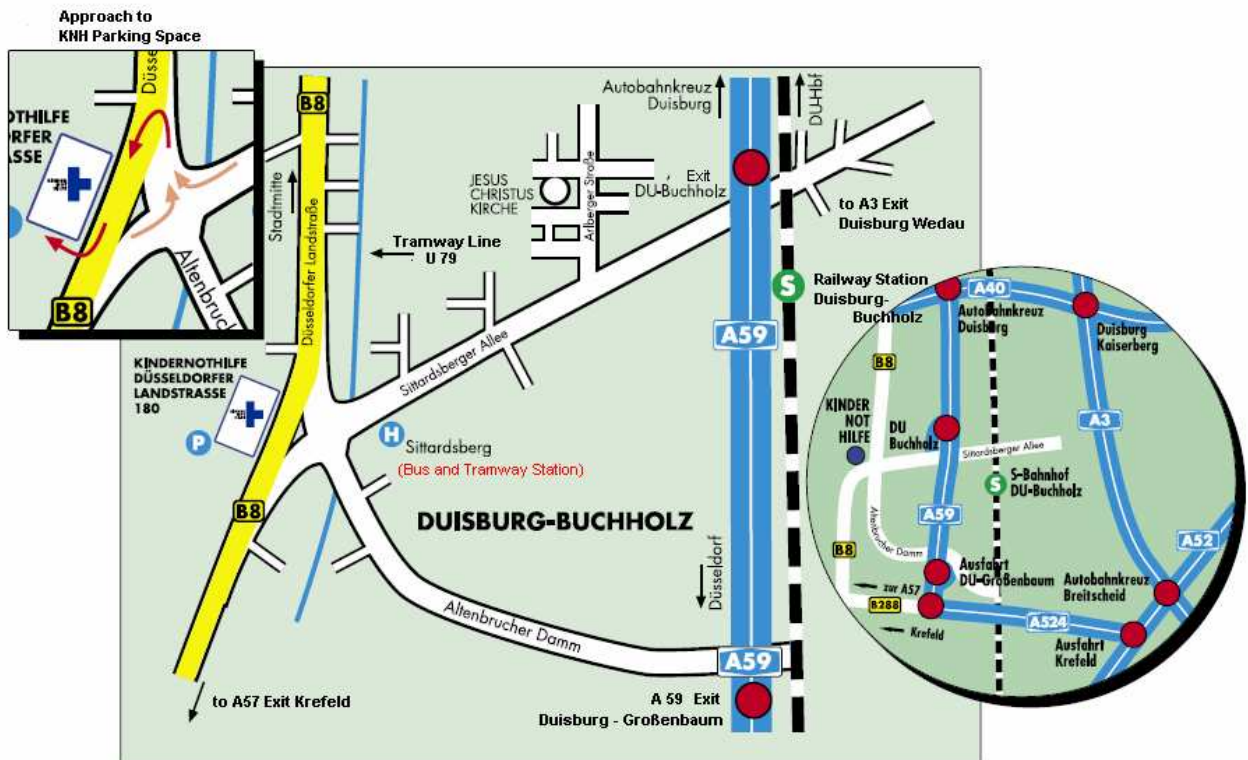 Approach to
KNH Parking Space
Düsse
OTHILFE
ORFER
ASSE
B8
Altenbruch
B8
Stadtmitte
Düsseldorfer Landstraße
Tramway Line
U 79
JESUS
CHRISTUS
KIRCHE
Arlberger Straße
Autobahnkreuz
Duisburg
DU-Hbf
Exit
DU-Buchholz
to A3 Exit
Duisburg Wedau
S
Railway Station
Duisburg-
Buchholz
A59
Sittardsberger Allee
KINDERNOTHILFE
DÜSSELDORFER
LANDSTRASSE
180
P
H
Sittardsberg
(Bus and Tramway Station)
B8
DUISBURG-BUCHHOLZ
Düsseldorf
Altenbrucher Damm
A59
to A57 Exit Krefeld
A 59 Exit
Duisburg - Großenbaum
A40
Autobahnkreuz
Duisburg
Duisburg
Kaiserberg
B8
A3
KINDER
NOT
HILFE
DU
Buchholz
Sittardsberger Allee
S
S-Bahnhof
DU-Buchholz
A59
A52
Altenbrucher Damm
B8
Ausfahrt
DU-Großenbaum
Autobahnkreuz
Breitscheid
zur A57
B288
A524
Krefeld
Ausfahrt
Krefeld